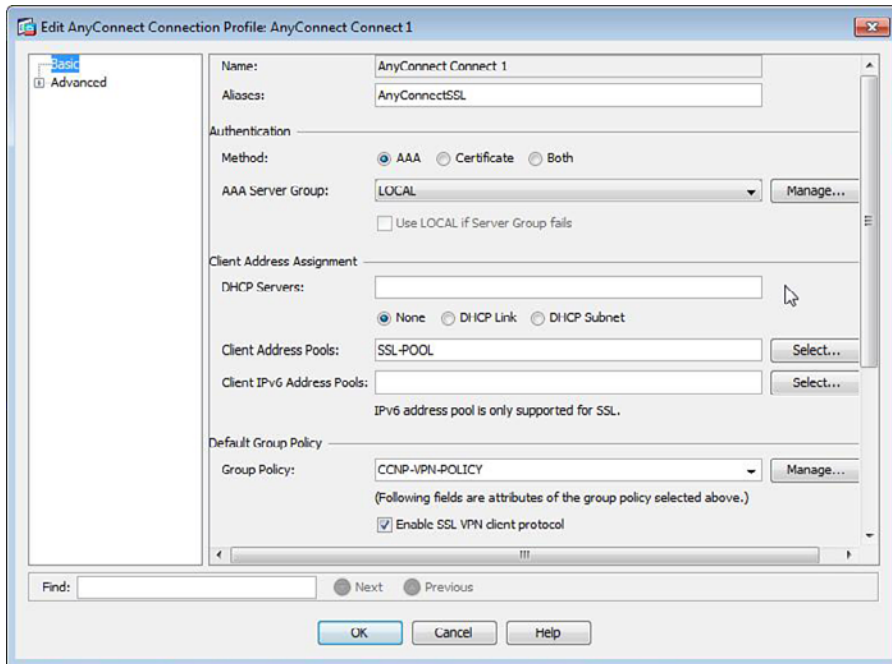 Edit AnyConnect Connection Profile: AnyConnect Connect 1
Basic
Advanced
Name: AnyConnect Connect 1
Aliases: AnyConnectSSL
Authentication
Method: AAA Certificate Both
AAA Server Group: LOCAL Manage...
Use LOCAL if Server Group fails
Client Address Assignment
DHCP Servers:
None DHCP Link DHCP Subnet
Client Address Pools: SSL-POOL Select...
Client IPv6 Address Pools: Select...
IPv6 address pool is only supported for SSL.
Default Group Policy
Group Policy: CCNP-VPN-POLICY Manage...
(Following fields are attributes of the group policy selected above.)
Enable SSL VPN client protocol
Find: Next Previous
OK Cancel Help